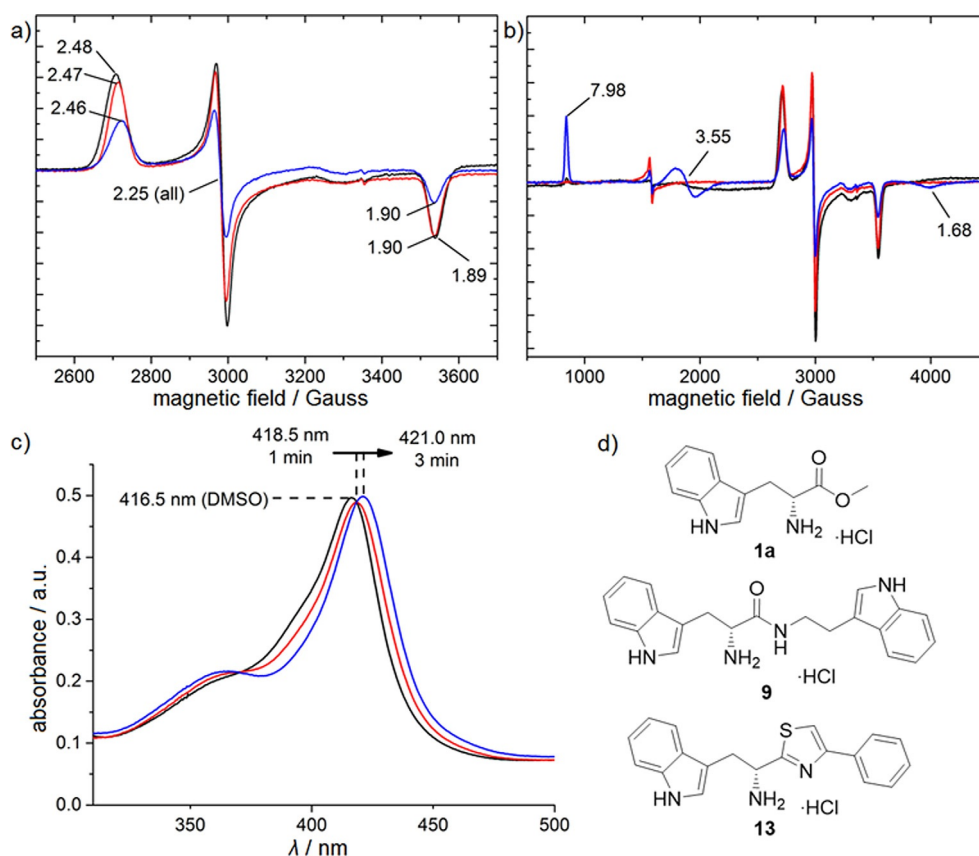 a)
2.48
2.47
2.46
2.25 (all)
1.90
1.90
1.89
2600 2800 3000 3200 3400 3600
magnetic field / Gauss
b)
7.98
3.55
1.68
1000 2000 3000 4000
magnetic field / Gauss
c)
418.5 nm 421.0 nm
1 min 3 min
416.5 nm (DMSO)
0.5
0.4
0.3
0.2
0.1
0.0
absorbance / a.u.
350 400 450 500
λ / nm
d)
O
O
HN
NH2
·HCl
1a
HN
O
N
H
HN
NH2
·HCl
9
S
N
HN
NH2
·HCl
13